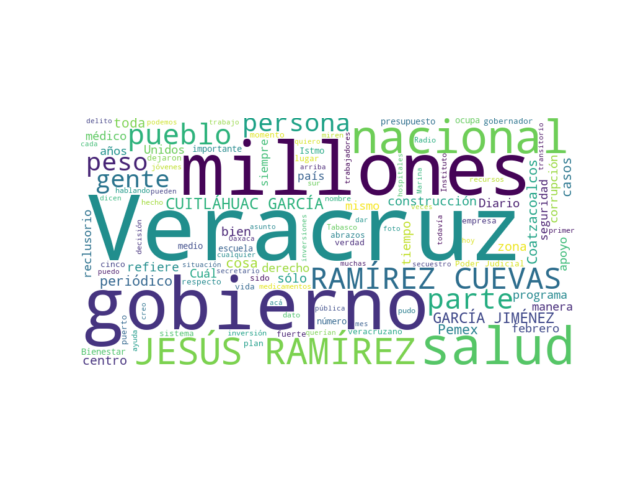 delito podemos trabajo persona presupuesto ocupa gobernador
toda pueblo momento miren nacional
cada médico Unidos importante quiero Radio
peso años dejaron Istmo lugar siempre trabajadores millones hospitales marina Instituto recursos coatzacoalcos seguridad transitorio corrupción casos
gente jóvenes arriba país
hablando pueden sur
dicen hecho CUITLÁHUAC GARCÍA nombre mismo veces construcción Diario
reclusorio Veracruz
decisión asunto bien Oaxaca Tabasco dar foto tiempo todavía empresa primer
medio escuela cualquier inversiones verdad hoy zona apoyo
periódico refiere Cuál derecho sólo muchas secuestro Poder Judicial
puedo respecto secretario sido cosa
gobierno vida medicamentos RAMÍREZ CUEVAS
creo acá pública pudo parte programa
puerto dato número mes GARCÍA JIMÉNEZ manera
ayuda sistema inversión fuerte querían veracruzano Pemex febrero
Bienestar plan JESÚS RAMÍREZ salud
centro